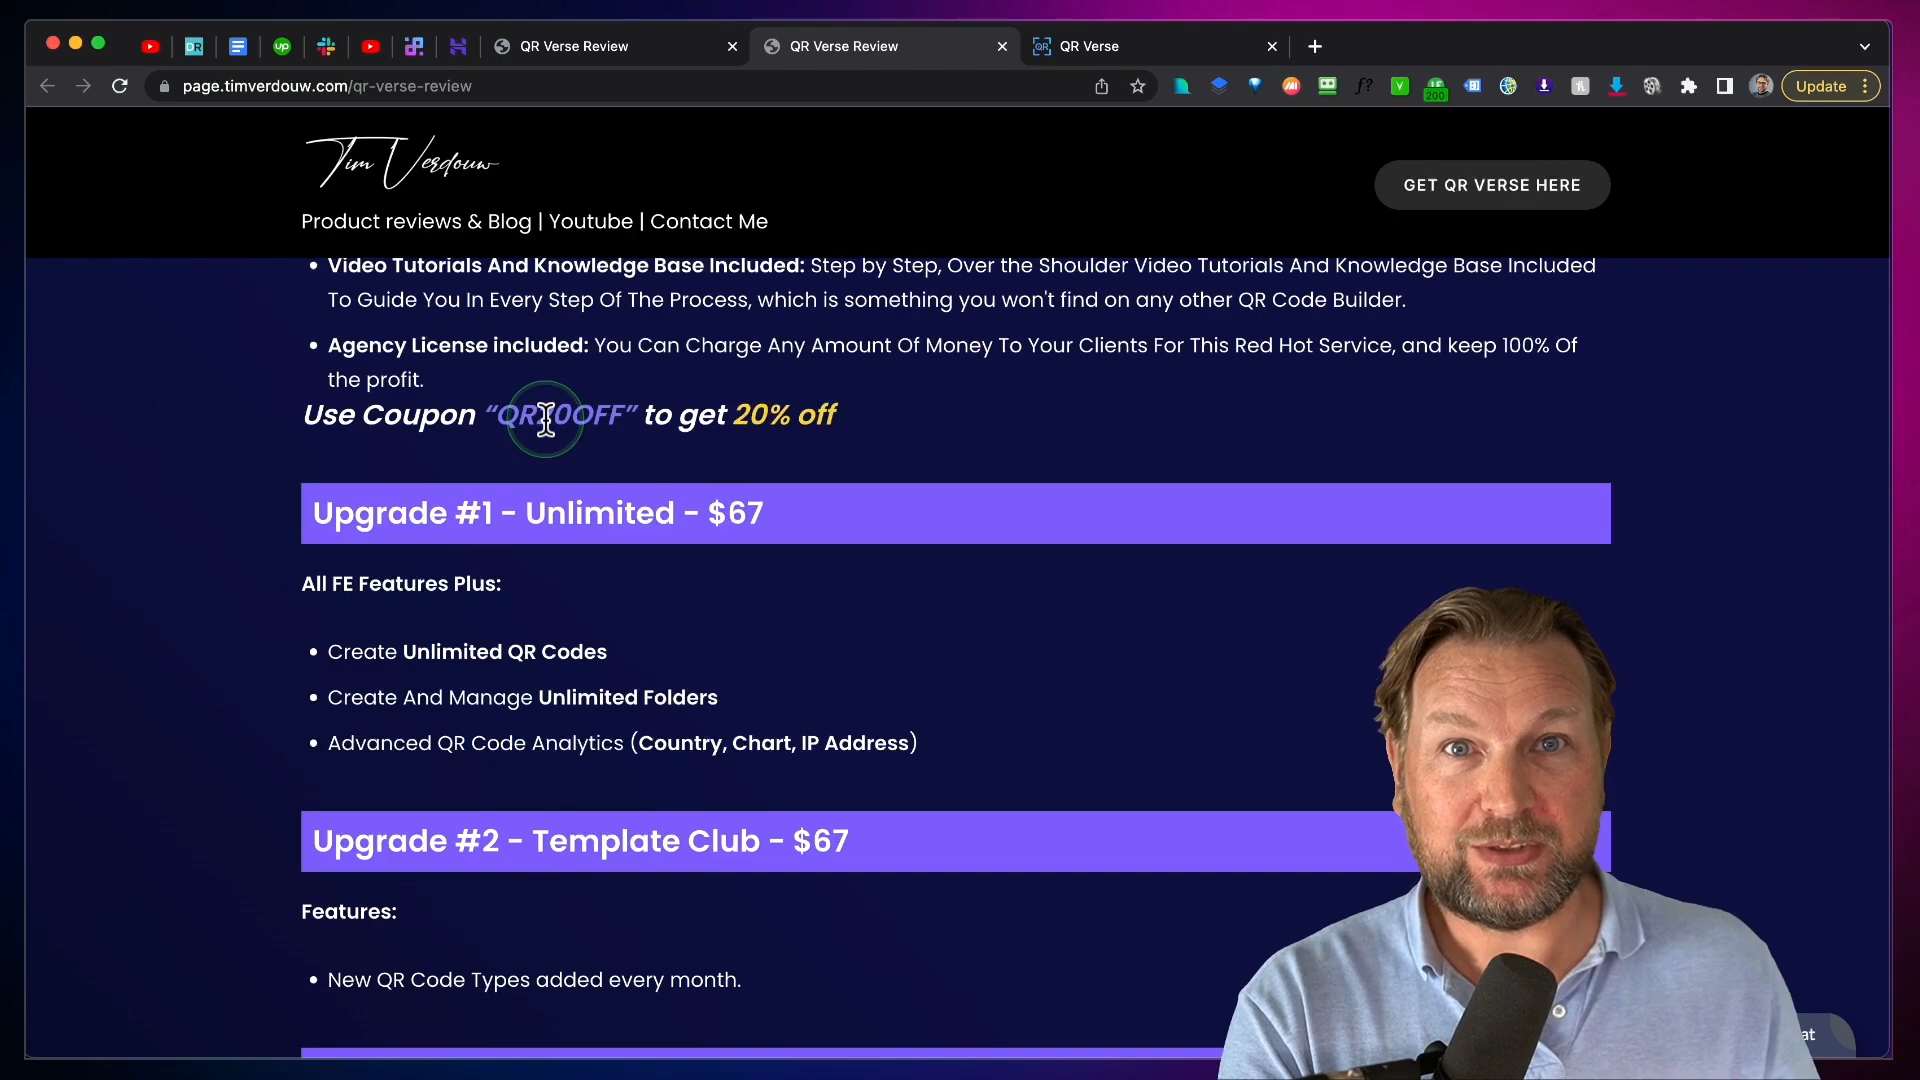 QR Verse Review
QR Verse Review
QR Verse
page.timverdouw.com/qr-verse-review
200
Update
Tim Verdouw
GET QR VERSE HERE
Product reviews & Blog | Youtube | Contact Me
• Video Tutorials And Knowledge Base Included: Step by Step, Over the Shoulder Video Tutorials And Knowledge Base Included
To Guide You In Every Step Of The Process, which is something you won't find on any other QR Code Builder.
• Agency License included: You Can Charge Any Amount Of Money To Your Clients For This Red Hot Service, and keep 100% Of
the profit.
Use Coupon “QR20OFF” to get 20% off
Upgrade #1 - Unlimited - $67
All FE Features Plus:
• Create Unlimited QR Codes
• Create And Manage Unlimited Folders
• Advanced QR Code Analytics (Country, Chart, IP Address)
Upgrade #2 - Template Club - $67
Features:
• New QR Code Types added every month.